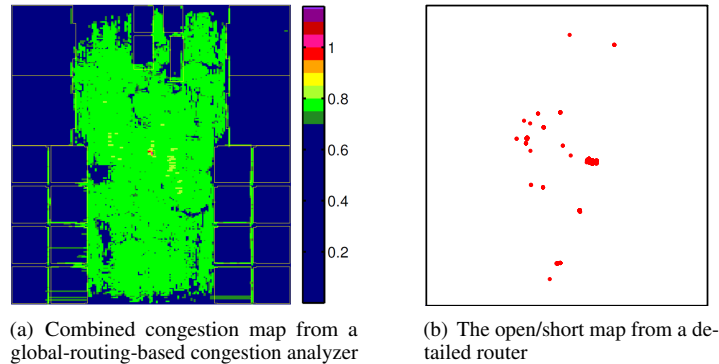 1
0.8
0.6
0.4
0.2
(a) Combined congestion map from a
global-routing-based congestion analyzer
(b) The open/short map from a de-
tailed router